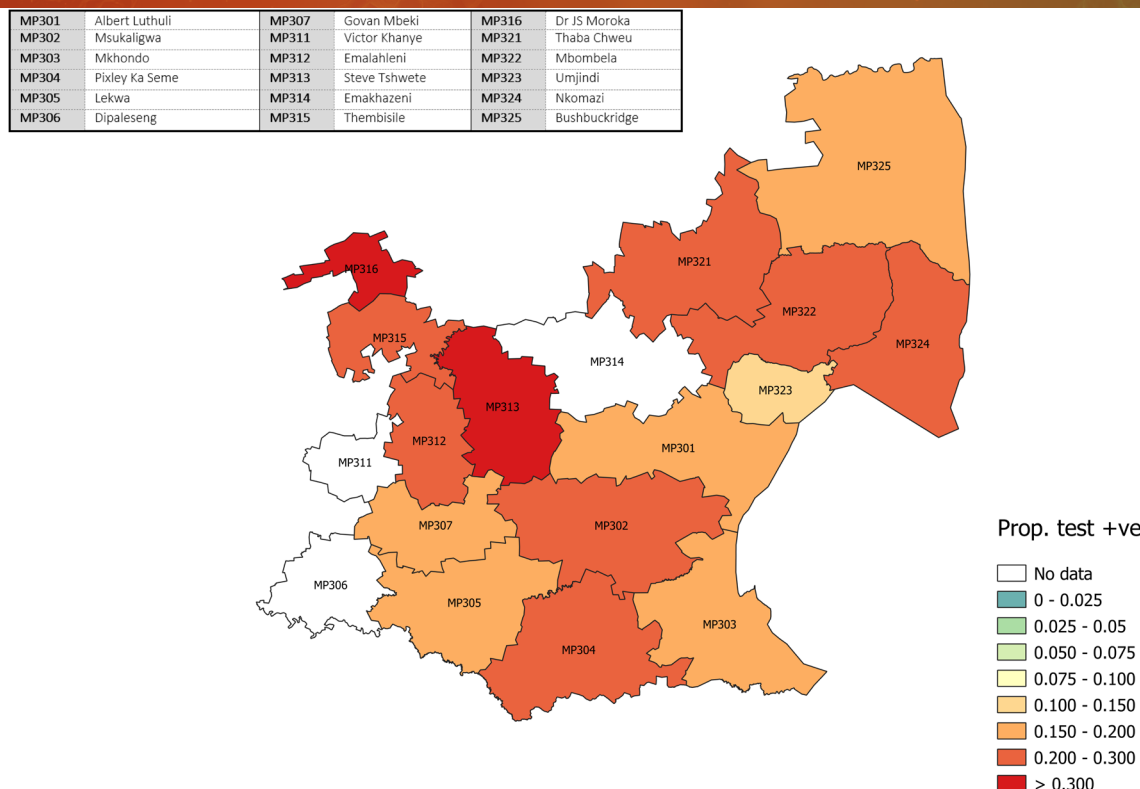 MP301 Albert Luthuli MP307 Govan Mbeki MP316 Dr JS Moroka
MP302 Msukaligwa MP311 Victor Khanye MP321 Thaba Chweu
MP303 Mkhondo MP312 Emalahleni MP322 Mbombela
MP304 Pixley Ka Seme MP313 Steve Tshwete MP323 Umjindi
MP305 Lekwa MP314 Emakhazeni MP324 Nkomazi
MP306 Dipaleseng MP315 Thembisile MP325 Bushbuckridge
MP325
MP321
MP316
MP322
MP315
MP324
MP314
MP323
MP313
MP312
MP301
MP311
MP307
MP302
MP306
MP305
MP303
MP304
Prop. test +ve
No data
0 - 0.025
0.025 - 0.05
0.050 - 0.075
0.075 - 0.100
0.100 - 0.150
0.150 - 0.200
0.200 - 0.300
> 0.300